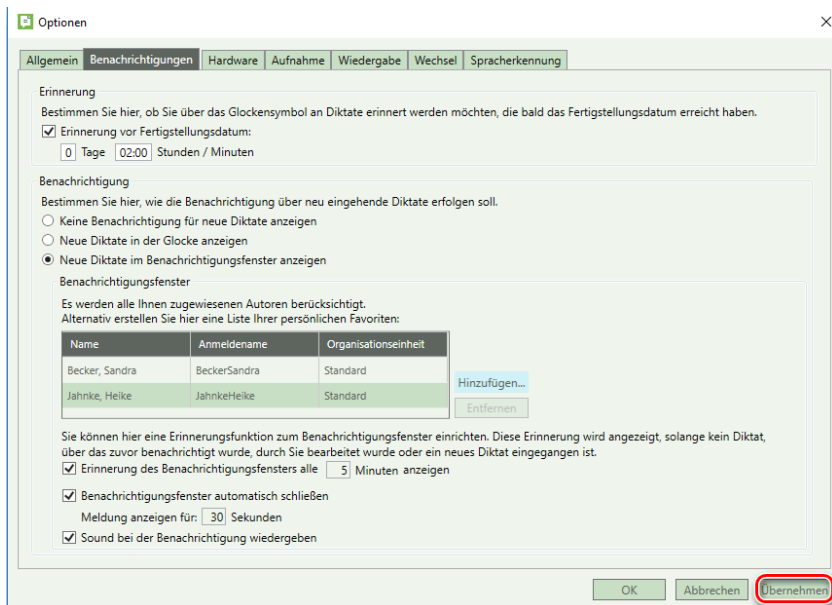 Optionen
Allgemein Benachrichtigungen Hardware Aufnahme Wiedergabe Wechsel Spracherkennung
Erinnerung
Bestimmen Sie hier, ob Sie über das Glockensymbol an Diktate erinnert werden möchten, die bald das Fertigstellungsdatum erreicht haben.
Erinnerung vor Fertigstellungsdatum:
0 Tage 02:00 Stunden / Minuten
Benachrichtigung
Bestimmen Sie hier, wie die Benachrichtigung über neu eingehende Diktate erfolgen soll.
Keine Benachrichtigung für neue Diktate anzeigen
Neue Diktate in der Glocke anzeigen
Neue Diktate im Benachrichtigungsfenster anzeigen
Benachrichtigungsfenster
Es werden alle Ihnen zugewiesenen Autoren berücksichtigt.
Alternativ erstellen Sie hier eine Liste Ihrer persönlichen Favoriten:
Name Anmeldename Organisationseinheit
Becker, Sandra BeckerSandra Standard
Jahnke, Heike JahnkeHeike Standard
Hinzufügen...
Entfernen
Sie können hier eine Erinnerungsfunktion zum Benachrichtigungsfenster einrichten. Diese Erinnerung wird angezeigt, solange kein Diktat,
über das zuvor benachrichtigt wurde, durch Sie bearbeitet wurde oder ein neues Diktat eingegangen ist.
Erinnerung des Benachrichtigungsfensters alle 5 Minuten anzeigen
Benachrichtigungsfenster automatisch schließen
Meldung anzeigen für: 30 Sekunden
Sound bei der Benachrichtigung wiedergeben
OK Abbrechen Übernehmen